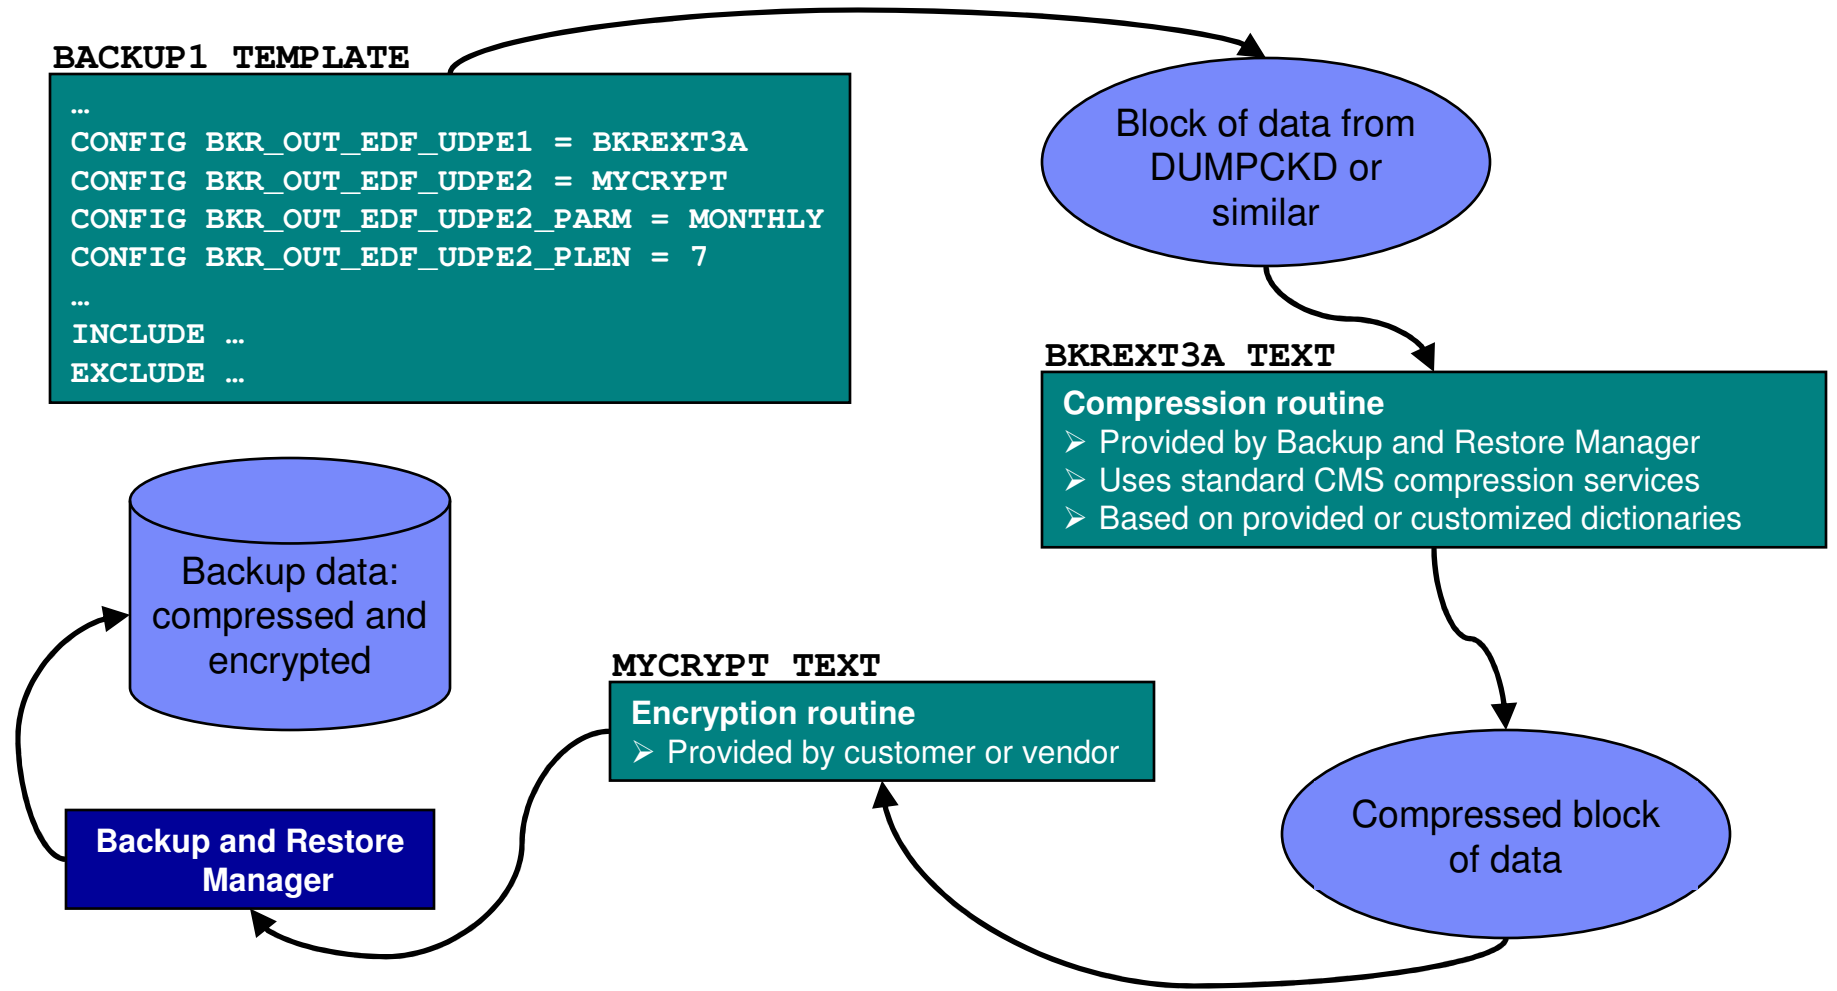 BACKUP1 TEMPLATE
…
CONFIG BKR_OUT_EDF_UDPE1 = BKREXT3A
CONFIG BKR_OUT_EDF_UDPE2 = MYCRYPT
CONFIG BKR_OUT_EDF_UDPE2_PARM = MONTHLY
CONFIG BKR_OUT_EDF_UDPE2_PLEN = 7
…
INCLUDE …
EXCLUDE …
Block of data from
DUMPCKD or
similar
BKREXT3A TEXT
Compression routine
➢ Provided by Backup and Restore Manager
➢ Uses standard CMS compression services
➢ Based on provided or customized dictionaries
Compressed block
of data
MYCRYPT TEXT
Encryption routine
➢ Provided by customer or vendor
Backup and Restore
Manager
Backup data:
compressed and
encrypted